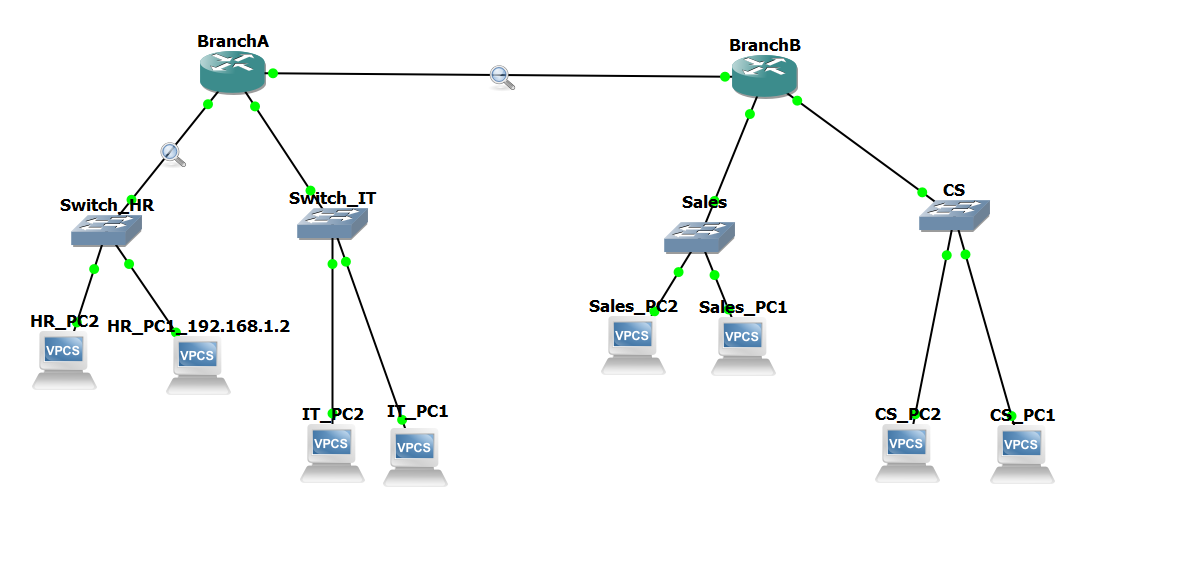 BranchA
BranchB
Switch_HR
Switch_IT
Sales
CS
HR_PC2
HR_PC1_192.168.1.2
Sales_PC2
Sales_PC1
VPCS
VPCS
VPCS
VPCS
IT_PC2
IT_PC1
CS_PC2
CS_PC1
VPCS
VPCS
VPCS
VPCS